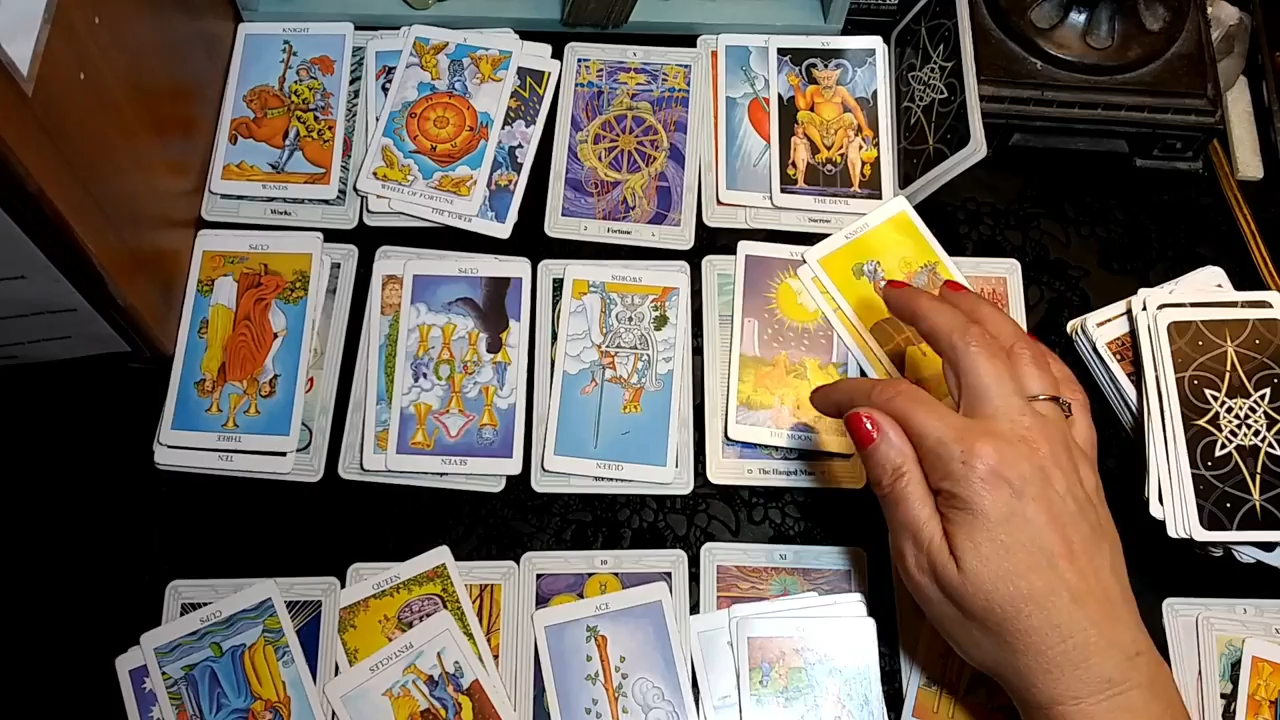 KNIGHT
WANDS
Works
X
WHEEL OF FORTUNE
THE TOWER
X
Fortune
XV
THE DEVIL
CUPS
THREE
TEN
CUPS
SEVEN
SWORDS
QUEEN
THE MOON
The Hanged Man
KNIGHT
CUPS
QUEEN
PENTACLES
10
ACE
XI
3